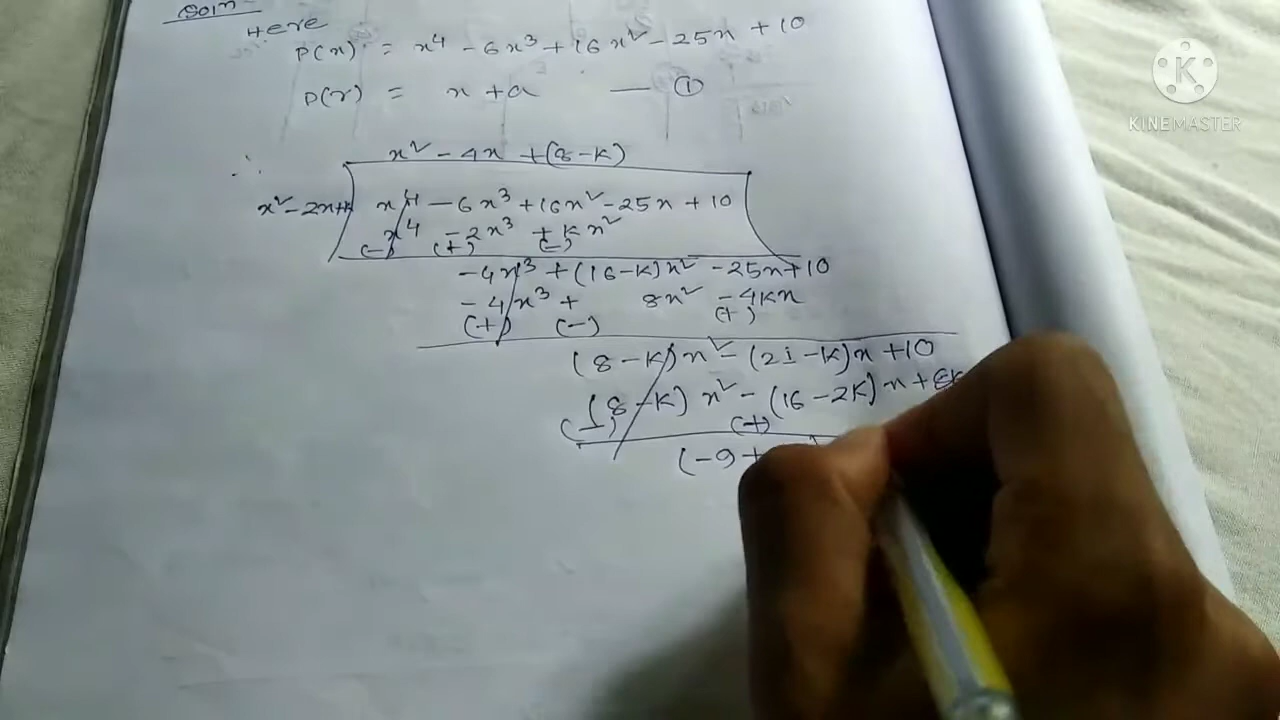 Soln
Here
P(x) = x⁴ - 6x³ + 16x² - 25x + 10
P(r) = x + a — ①
∴ x² - 4x + (8 - k)
x² - 2x + k x⁴ - 6x³ + 16x² - 25x + 10
x⁴ - 2x³ + kx²
(-) (+) (-)
-4x³ + (16-k)x² - 25x + 10
-4x³ + 8x² - 4kx
(+) (-) (+)
(8-k)x² - (25-k)x + 10
(8-k)x² - (16-2k)x + 8k
(-) (+)
(-9+
K
KINEMASTER